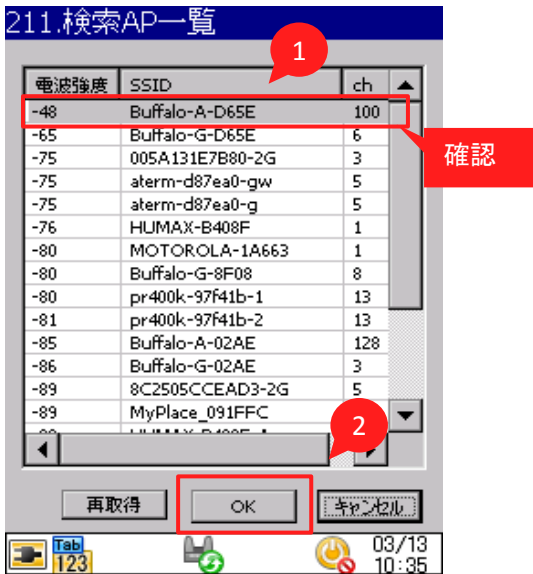 211.検索AP一覧
1
電波強度 SSID ch
-48 Buffalo-A-D65E 100
-65 Buffalo-G-D65E 6
確認
-75 005A131E7B80-2G 3
-75 aterm-d87ea0-gw 5
-75 aterm-d87ea0-g 5
-76 HUMAX-B408F 1
-80 MOTOROLA-1A663 1
-80 Buffalo-G-8F08 8
-80 pr400k-97f41b-1 13
-81 pr400k-97f41b-2 13
-85 Buffalo-A-02AE 128
-86 Buffalo-G-02AE 3
-89 8C2505CCEAD3-2G 5
-89 MyPlace_091FFC
2
再取得 OK キャンセル
Tab 03/13
123 10:35